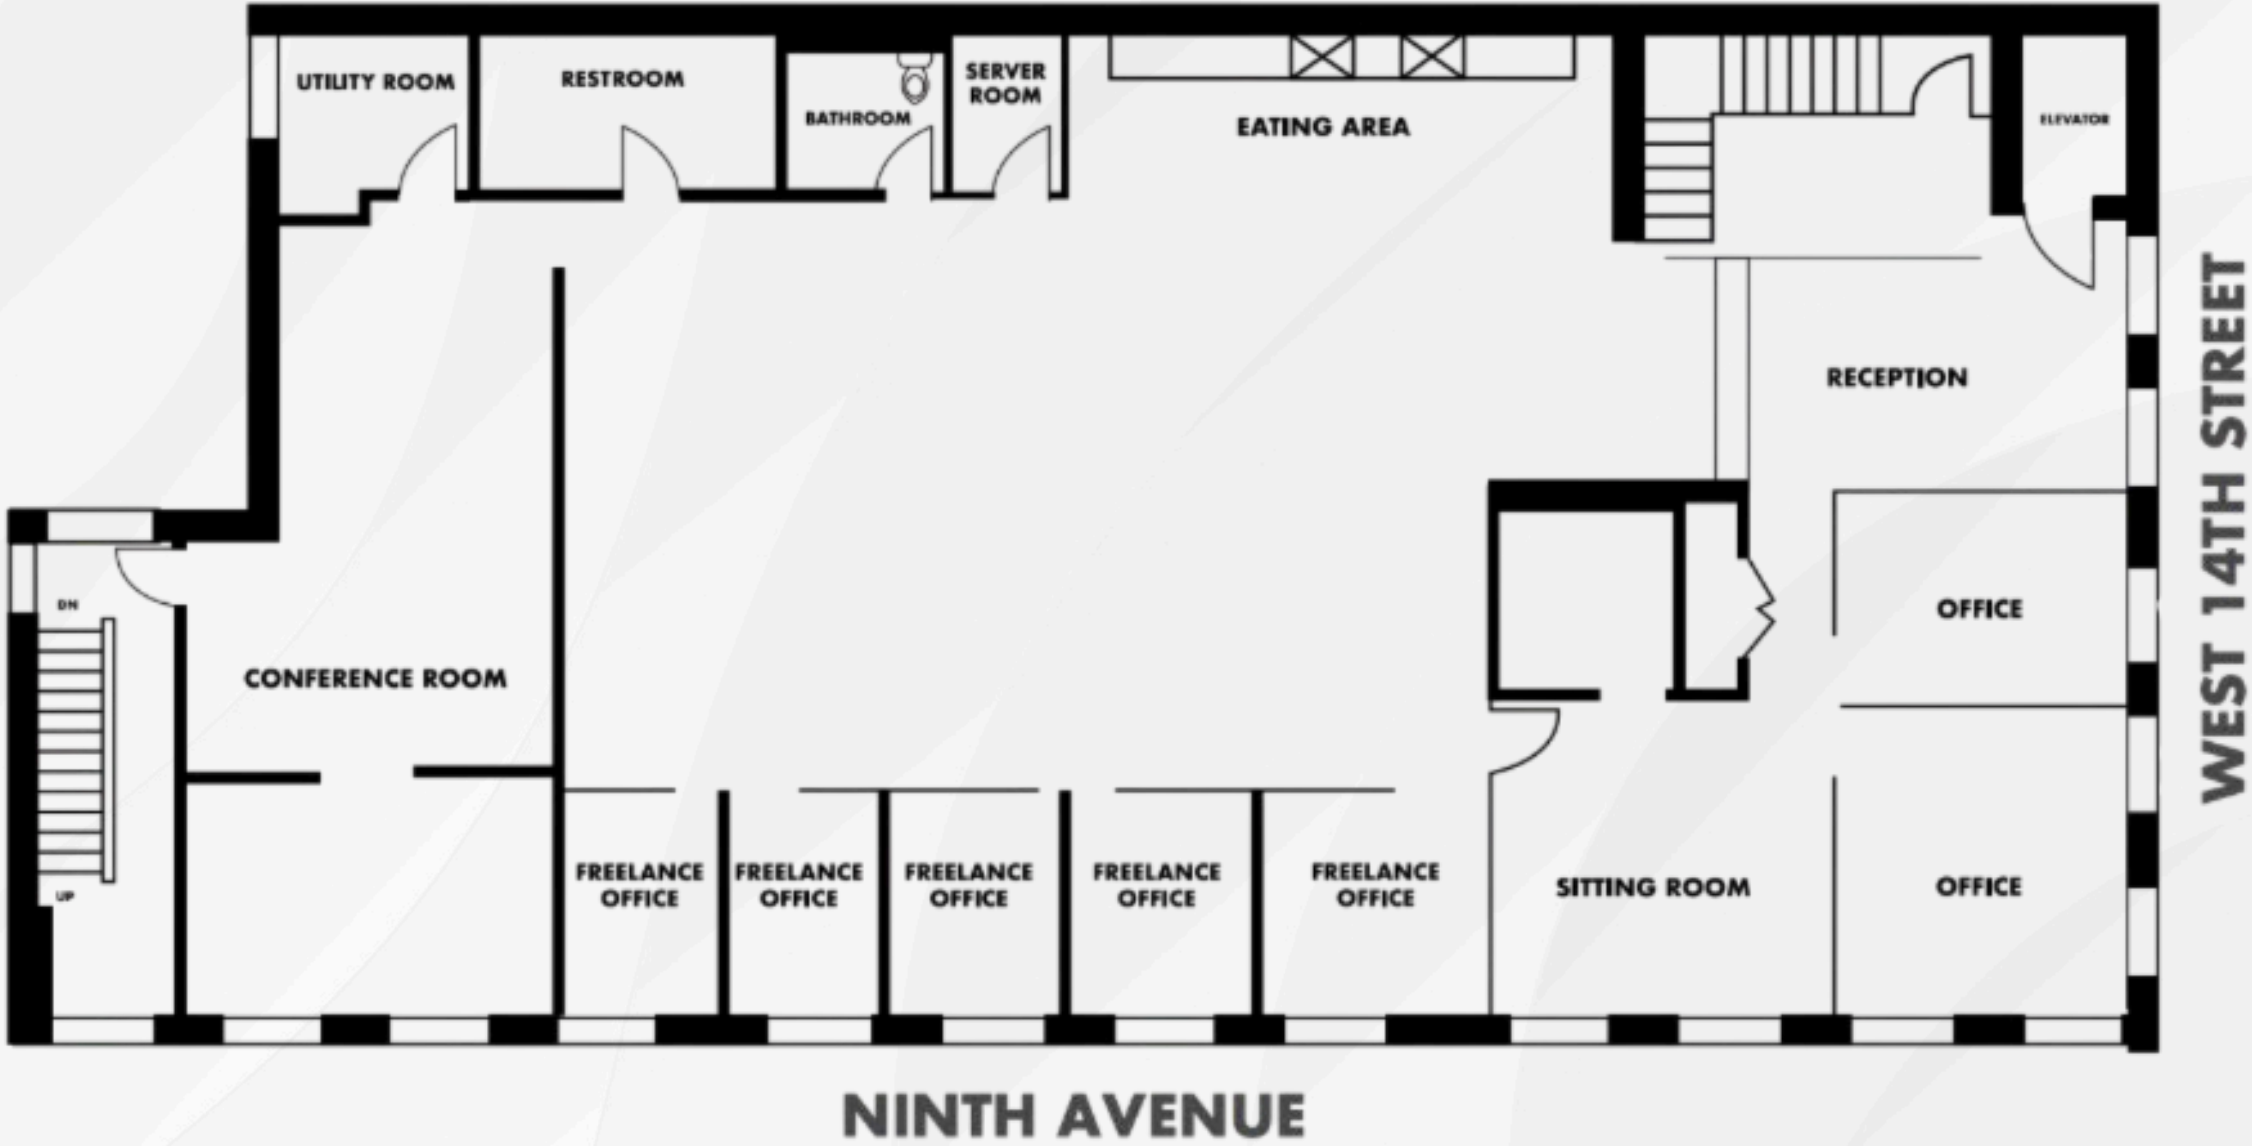 UTILITY ROOM
RESTROOM
BATHROOM
SERVER
ROOM
EATING AREA
ELEVATOR
RECEPTION
WEST 14TH STREET
DN
CONFERENCE ROOM
UP
OFFICE
FREELANCE
OFFICE
FREELANCE
OFFICE
FREELANCE
OFFICE
FREELANCE
OFFICE
FREELANCE
OFFICE
SITTING ROOM
OFFICE
NINTH AVENUE